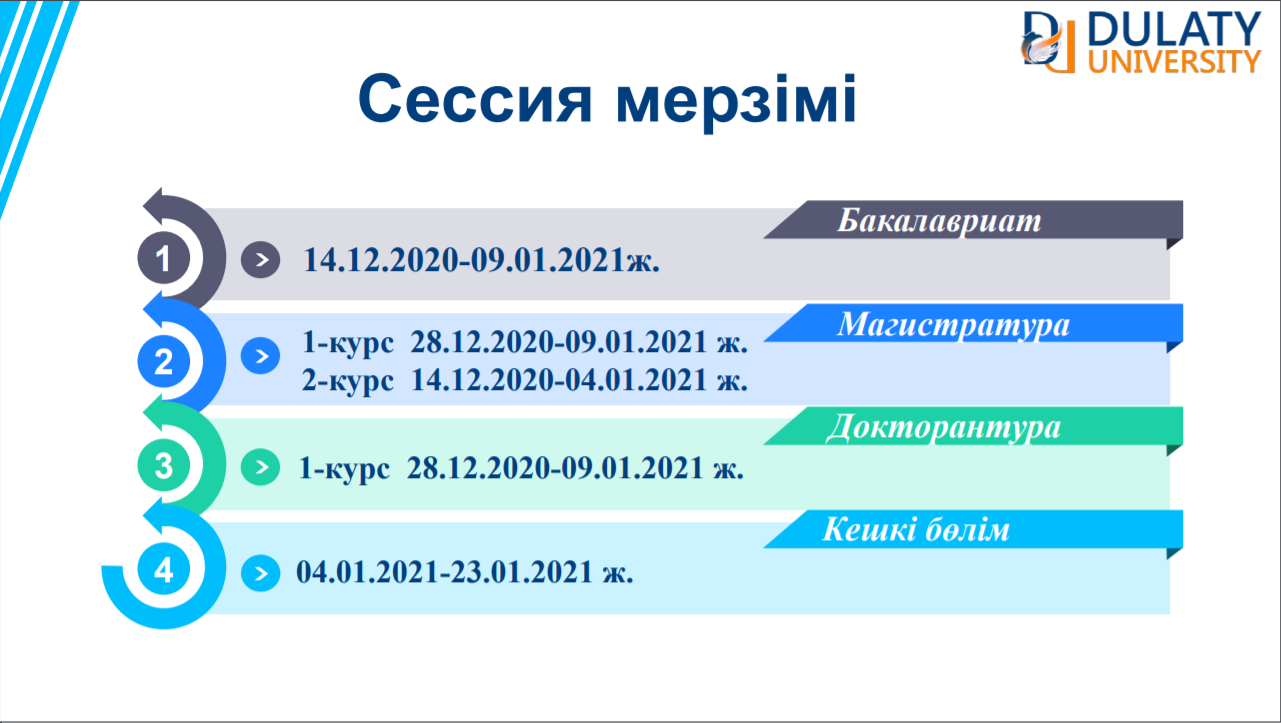 DULATY
UNIVERSITY
Сессия мерзімі
Бакалавриат
1
14.12.2020-09.01.2021ж.
Магистратура
2
1-курс 28.12.2020-09.01.2021 ж.
2-курс 14.12.2020-04.01.2021 ж.
Докторантура
3
1-курс 28.12.2020-09.01.2021 ж.
Кешкі бөлім
4
04.01.2021-23.01.2021 ж.